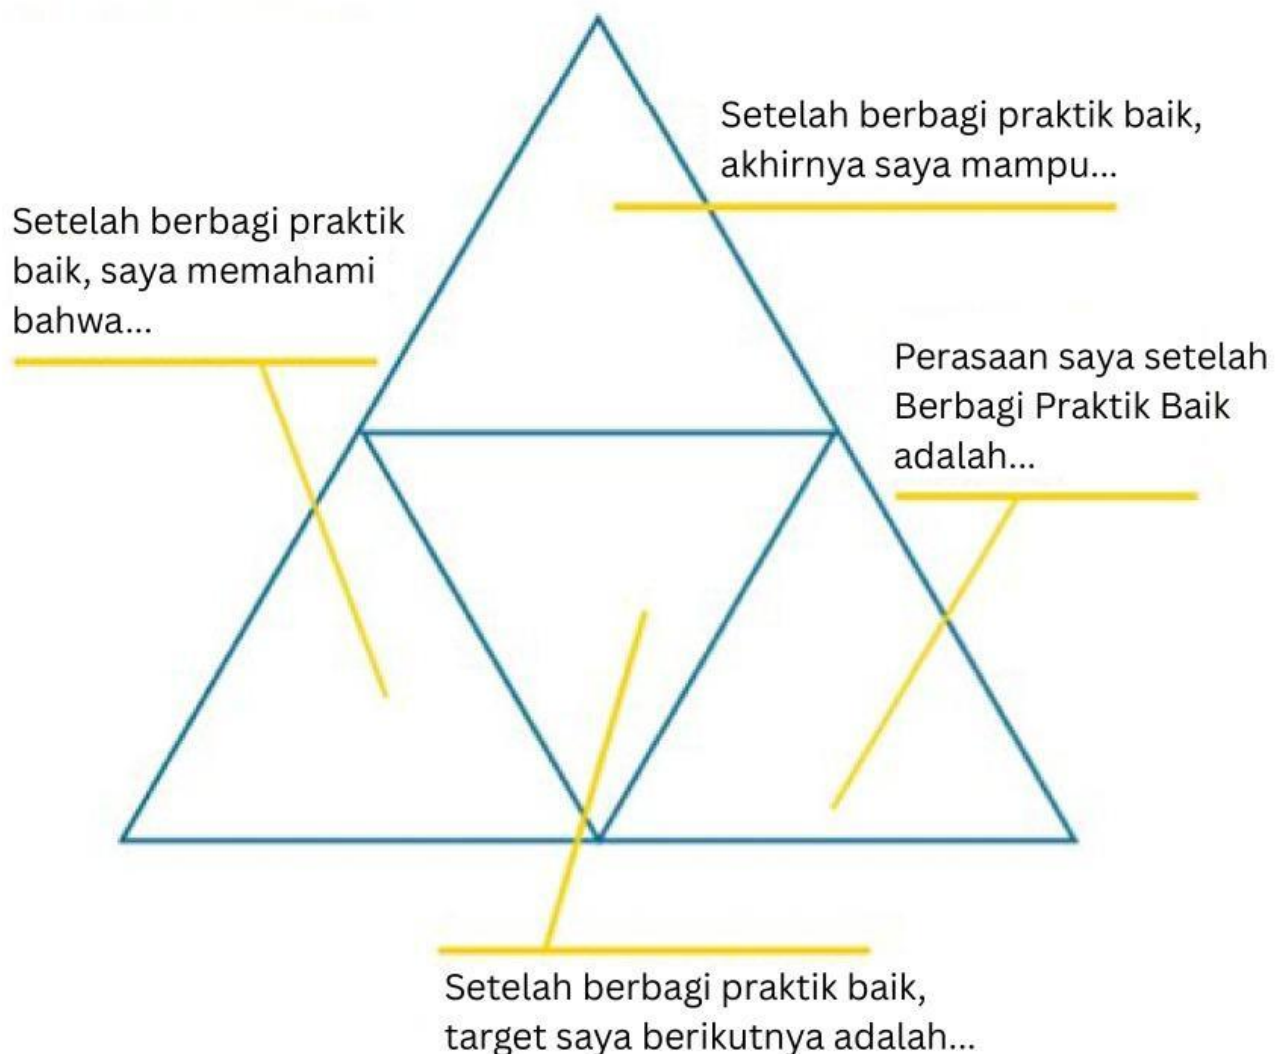 Setelah berbagi praktik baik,
akhirnya saya mampu...
Setelah berbagi praktik
baik, saya memahami
bahwa...
Perasaan saya setelah
Berbagi Praktik Baik
adalah...
Setelah berbagi praktik baik,
target saya berikutnya adalah...